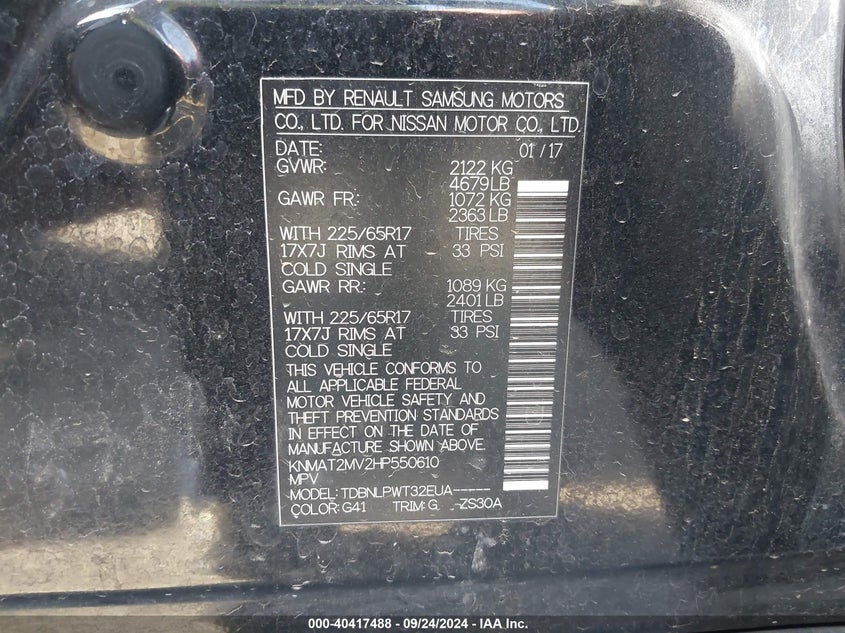 MFD BY RENAULT SAMSUNG MOTORS
CO., LTD. FOR NISSAN MOTOR CO., LTD.
DATE: 01 / 17
GVWR: 2122 KG
4679 LB
GAWR FR.: 1072 KG
2363 LB
WITH 225/65R17 TIRES
17X7J RIMS AT 33 PSI
COLD SINGLE
GAWR RR.: 1089 KG
2401 LB
WITH 225/65R17 TIRES
17X7J RIMS AT 33 PSI
COLD SINGLE
THIS VEHICLE CONFORMS TO
ALL APPLICABLE FEDERAL
MOTOR VEHICLE SAFETY AND
THEFT PREVENTION STANDARDS
IN EFFECT ON THE DATE OF
MANUFACTURE SHOWN ABOVE.
KNMAT2MV2HP550610
MPV
MODEL: TDBNLPWT32EUA-----
COLOR: G41 TRIM: G -ZS30A
000-40417488 - 09/24/2024 - IAA Inc.